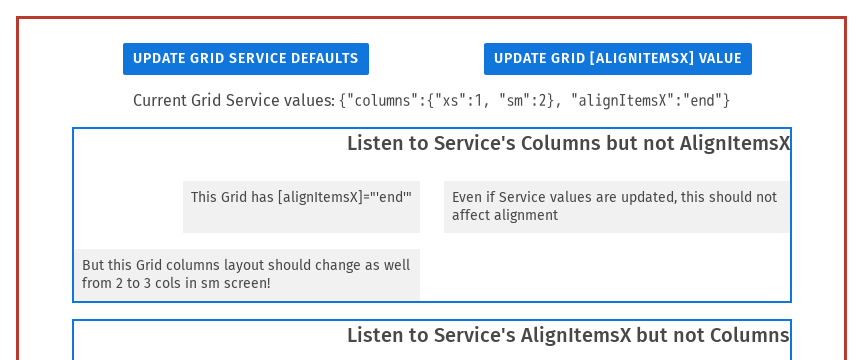 UPDATE GRID SERVICE DEFAULTS
UPDATE GRID [ALIGNITEMSX] VALUE
Current Grid Service values: {"columns":{"xs":1, "sm":2}, "alignItemsX":"end"}
Listen to Service's Columns but not AlignItemsX
This Grid has [alignItemsX]="'end'"
Even if Service values are updated, this should not
affect alignment
But this Grid columns layout should change as well
from 2 to 3 cols in sm screen!
Listen to Service's AlignItemsX but not Columns